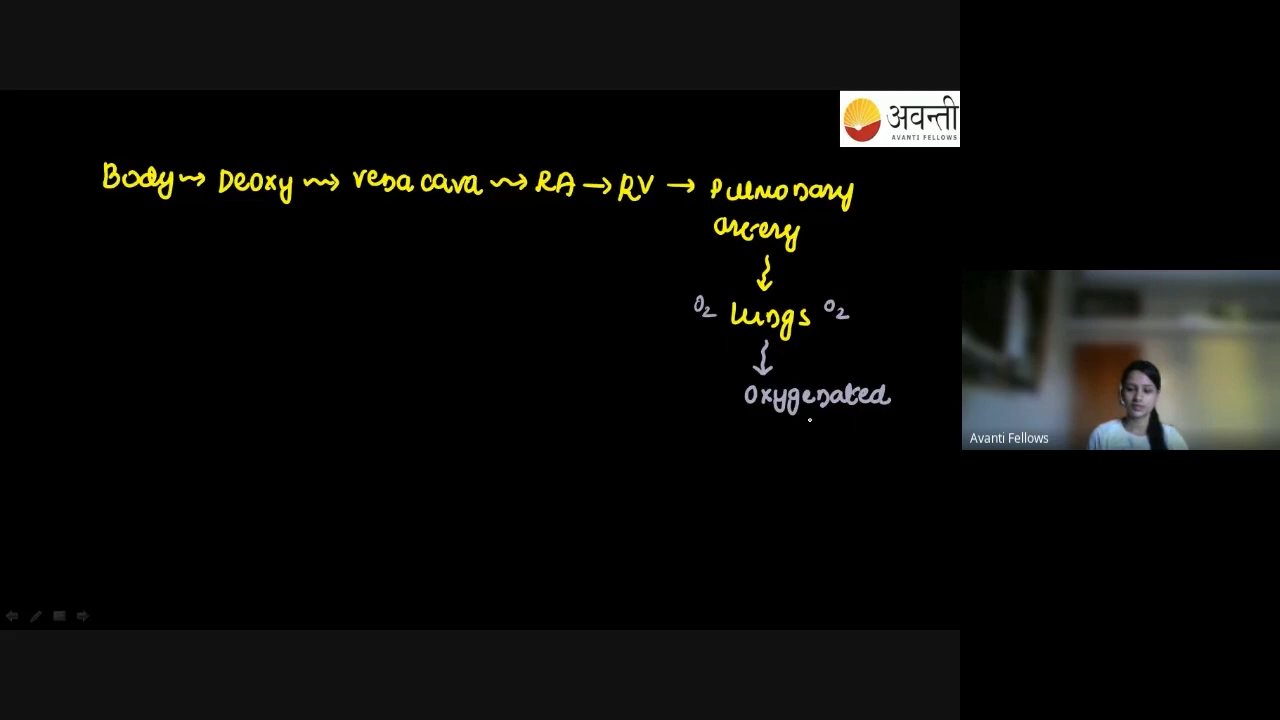 अवन्ती
AVANTI FELLOWS
Body → Deoxy → vena cava → RA → RV → Pulmonary
artery
↓
O₂ Lungs O₂
↓
Oxygenated
Avanti Fellows